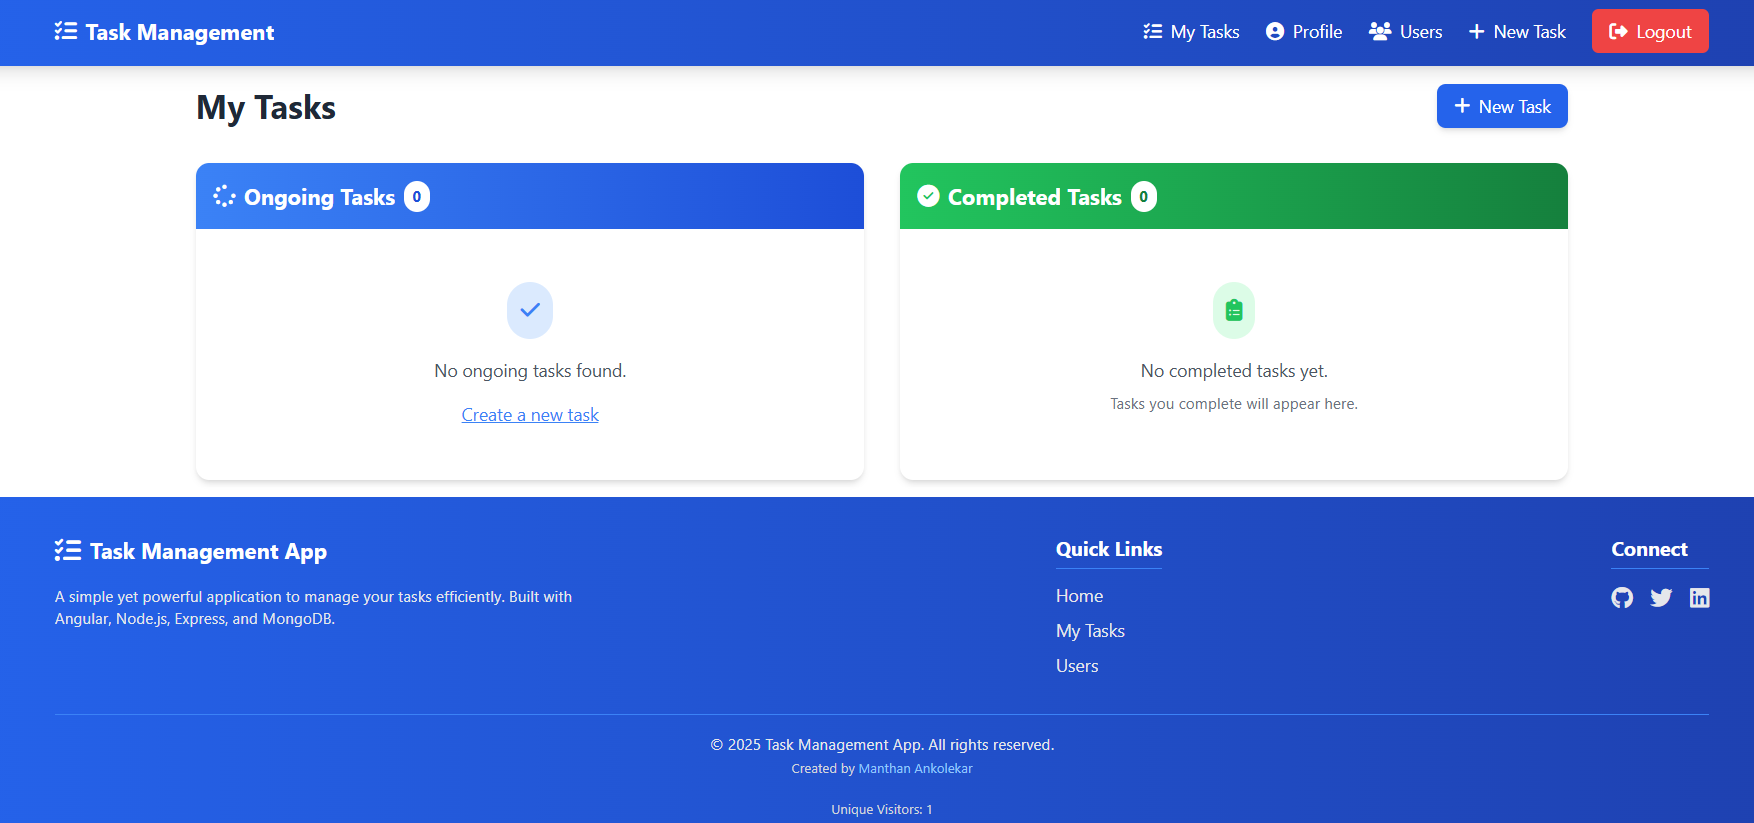 Task Management
My Tasks
Profile
Users
New Task
Logout
My Tasks
New Task
Ongoing Tasks 0
Completed Tasks 0
No ongoing tasks found.
Create a new task
No completed tasks yet.
Tasks you complete will appear here.
Task Management App
A simple yet powerful application to manage your tasks efficiently. Built with
Angular, Node.js, Express, and MongoDB.
Quick Links
Home
My Tasks
Users
Connect
© 2025 Task Management App. All rights reserved.
Created by Manthan Ankolekar
Unique Visitors: 1